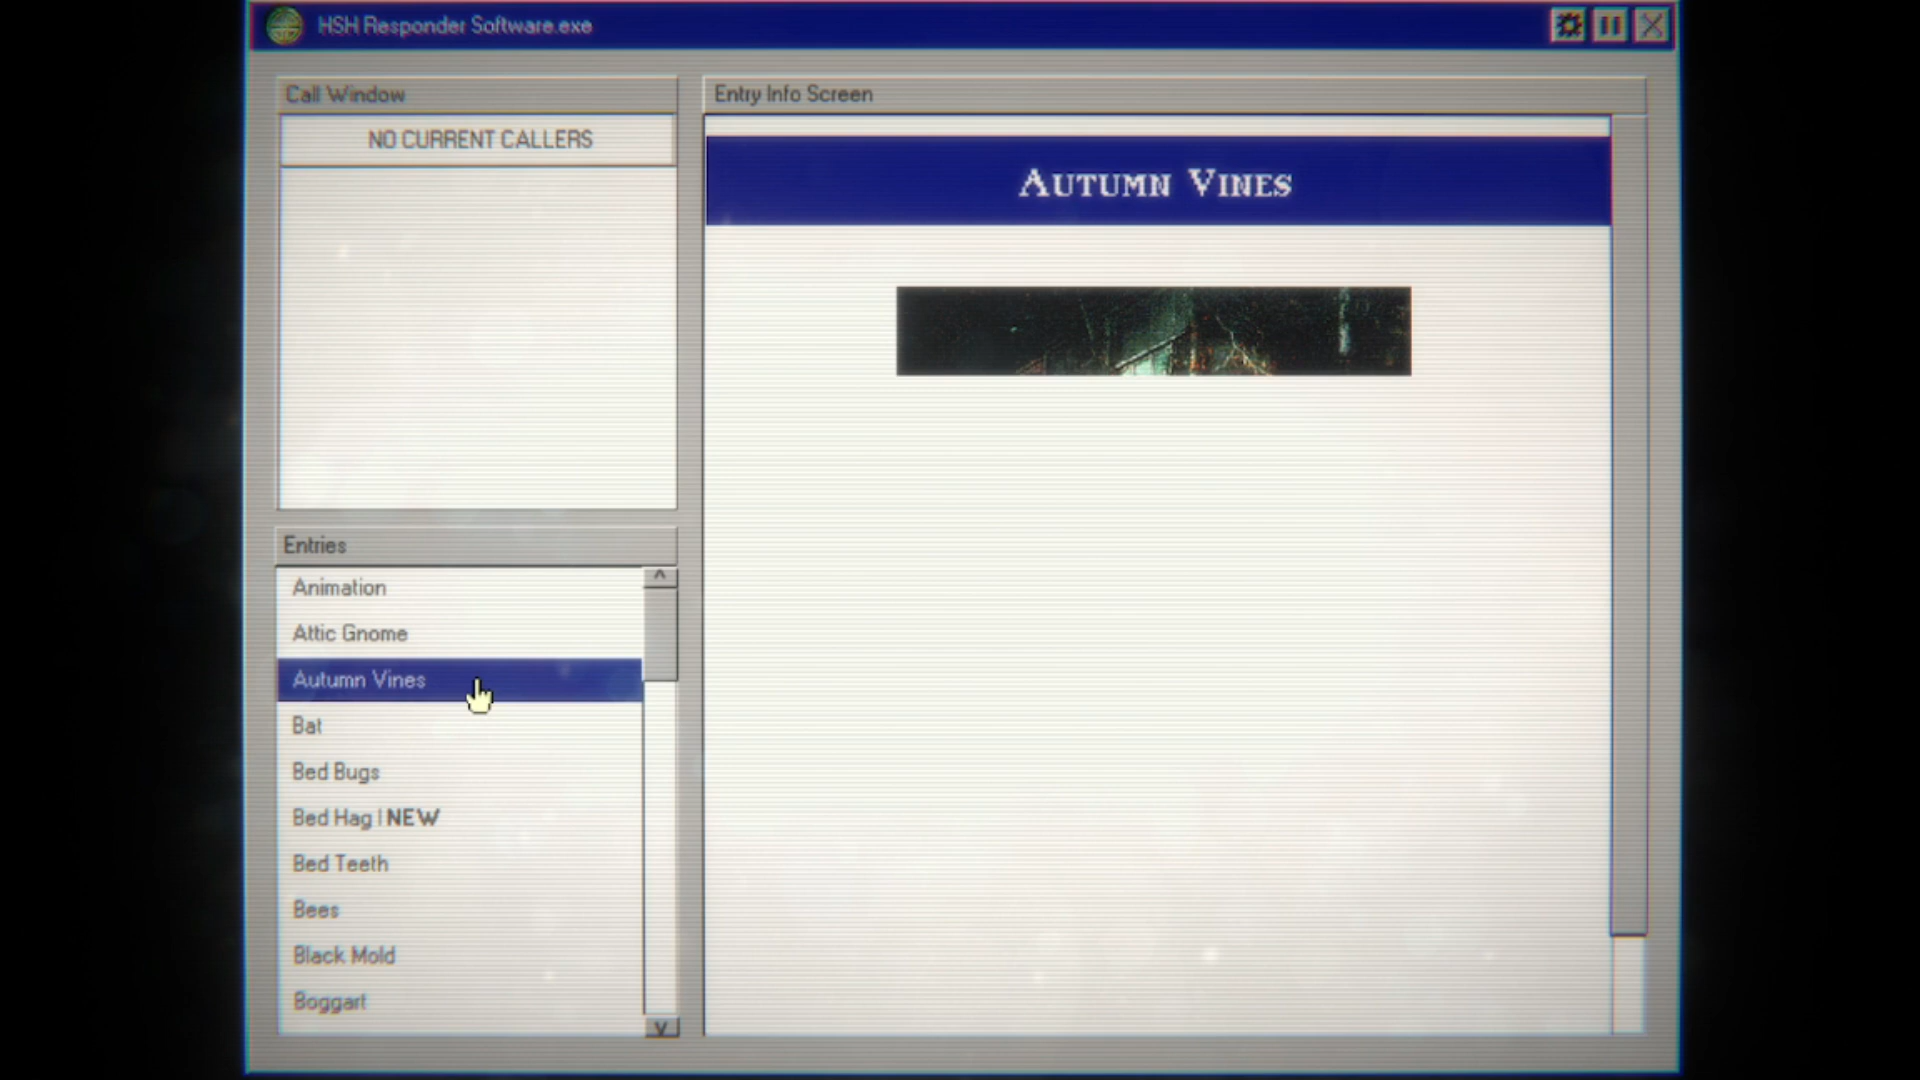 HSH Responder Software.exe
Call Window
NO CURRENT CALLERS
Entries
Animation
Attic Gnome
Autumn Vines
Bat
Bed Bugs
Bed Hag | NEW
Bed Teeth
Bees
Black Mold
Boggart
Entry Info Screen
Autumn Vines